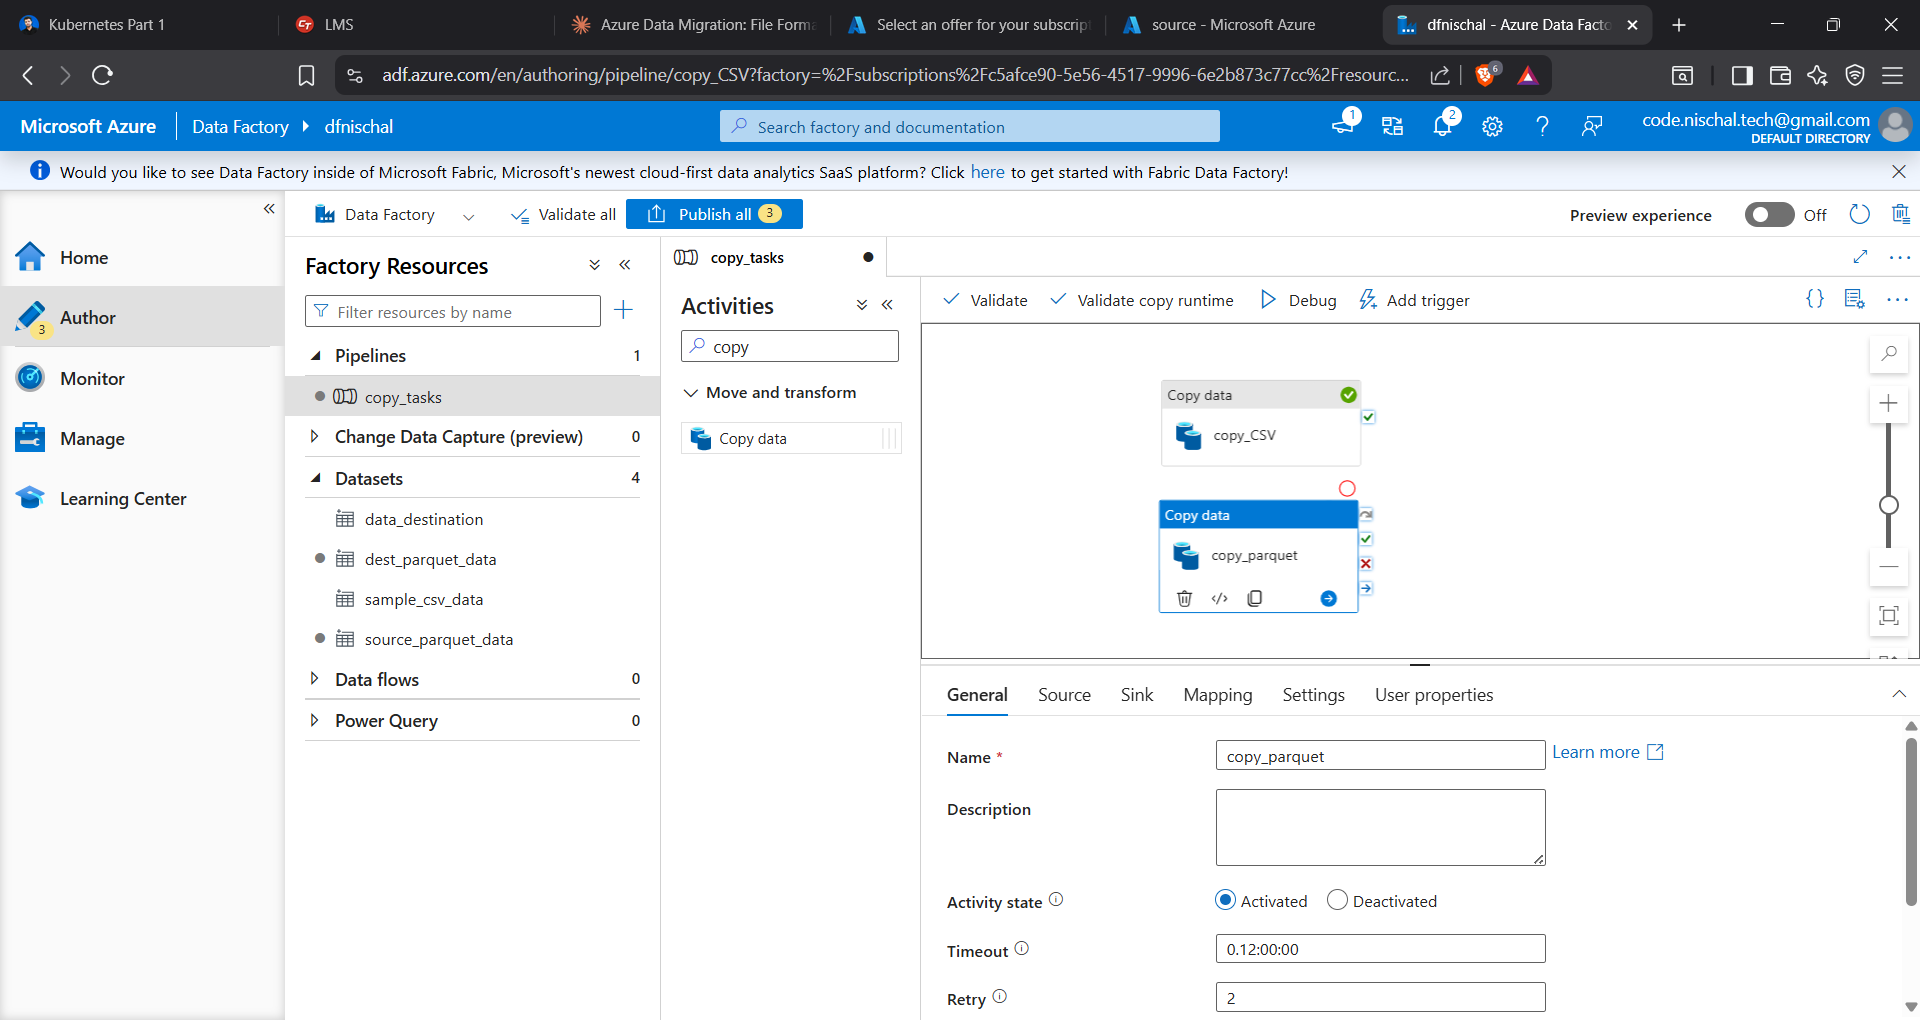 Kubernetes Part 1
LMS
Azure Data Migration: File Forma
Select an offer for your subscrip
source - Microsoft Azure
dfnischal - Azure Data Facto
adf.azure.com/en/authoring/pipeline/copy_CSV?factory=%2Fsubscriptions%2Fc5afce90-5e56-4517-9996-6e2b873c77cc%2Fresourc...
6
Microsoft Azure
Data Factory
dfnischal
Search factory and documentation
1
2
code.nischal.tech@gmail.com
DEFAULT DIRECTORY
Would you like to see Data Factory inside of Microsoft Fabric, Microsoft's newest cloud-first data analytics SaaS platform? Click here to get started with Fabric Data Factory!
Home
Author
3
Monitor
Manage
Learning Center
Data Factory
Validate all
Publish all 3
Preview experience
Off
Factory Resources
Filter resources by name
Pipelines 1
copy_tasks
Change Data Capture (preview) 0
Datasets 4
data_destination
dest_parquet_data
sample_csv_data
source_parquet_data
Data flows 0
Power Query 0
copy_tasks
Activities
copy
Move and transform
Copy data
Validate
Validate copy runtime
Debug
Add trigger
Copy data
copy_CSV
Copy data
copy_parquet
General
Source
Sink
Mapping
Settings
User properties
Name *
copy_parquet
Learn more
Description
Activity state
Activated
Deactivated
Timeout
0.12:00:00
Retry
2